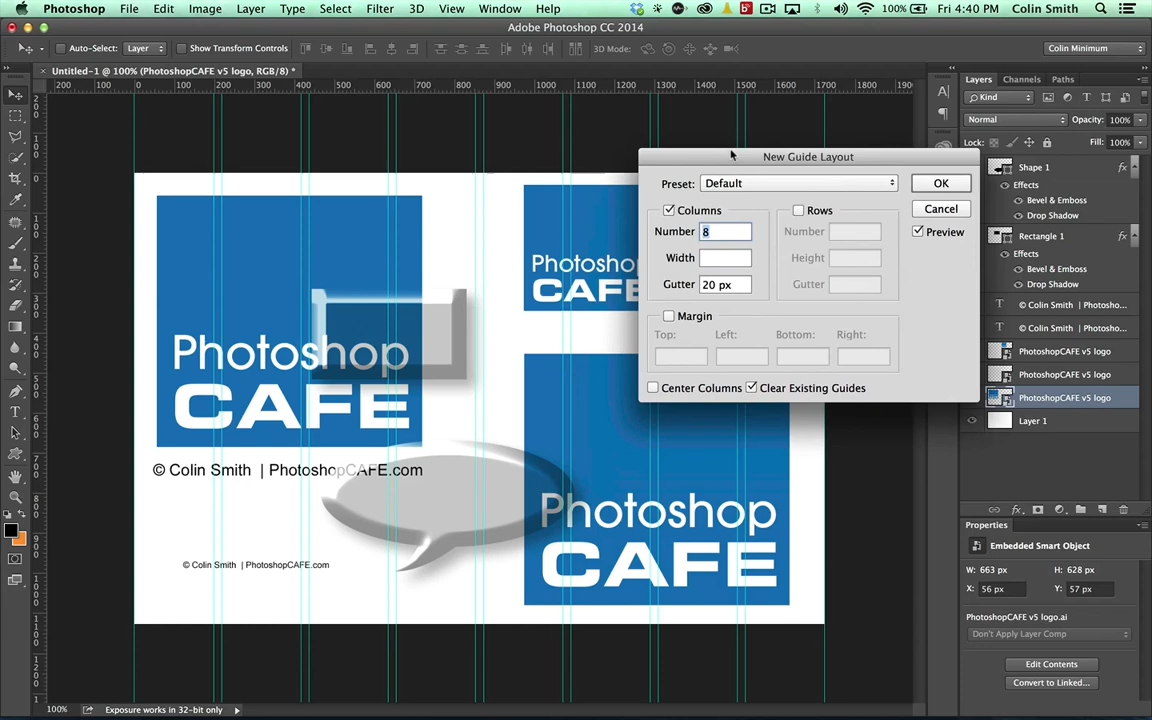 Photoshop File Edit Image Layer Type Select Filter 3D View Window Help 100% Fri 4:40 PM Colin Smith
Adobe Photoshop CC 2014
Auto-Select: Layer Show Transform Controls 3D Mode: Colin Minimum
× Untitled-1 @ 100% (PhotoshopCAFE v5 logo, RGB/8) *
Layers Channels Paths
200 100 0 100 200 300 400 500 600 700 800 900 1000 1100 1200 1300 1400 1500 1600 1700 1800 190
Kind
Normal Opacity: 100%
Lock: Fill: 100%
New Guide Layout
Preset: Default OK
Columns Rows Cancel
Number 8 Number Preview
Width Height
Gutter 20 px Gutter
Margin
Top: Left: Bottom: Right:
Center Columns Clear Existing Guides
Photoshop
CAFE
Photoshop
CAFE
© Colin Smith | PhotoshopCAFE.com
© Colin Smith | PhotoshopCAFE.com
Photoshop
CAFE
Shape 1 fx
Effects
Bevel & Emboss
Drop Shadow
Rectangle 1 fx
Effects
Bevel & Emboss
Drop Shadow
T © Colin Smith | Photosho...
T © Colin Smith | Photosho...
PhotoshopCAFE v5 logo
PhotoshopCAFE v5 logo
PhotoshopCAFE v5 logo
Layer 1
Properties
Embedded Smart Object
W: 663 px H: 628 px
X: 56 px Y: 57 px
PhotoshopCAFE v5 logo.ai
Don't Apply Layer Comp
Edit Contents
Convert to Linked...
100% Exposure works in 32-bit only